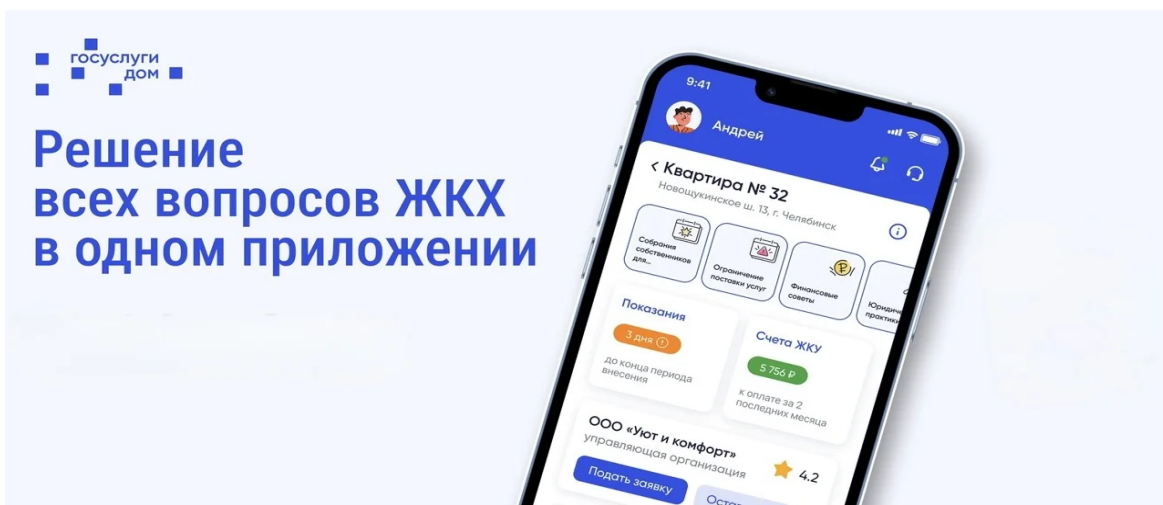 госуслуги
дом
Решение
всех вопросов ЖКХ
в одном приложении
9:41
Андрей
Квартира № 32
Новощукинское ш. 13, г. Челябинск
Собрания
собственников
для...
Ограничение
поставки услуг
Финансовые
советы
Показания
3 дня
до конца периода
внесения
Счета ЖКУ
5 756 ₽
к оплате за 2
последних месяца
ООО «Уют и комфорт»
управляющая организация
4.2
Подать заявку